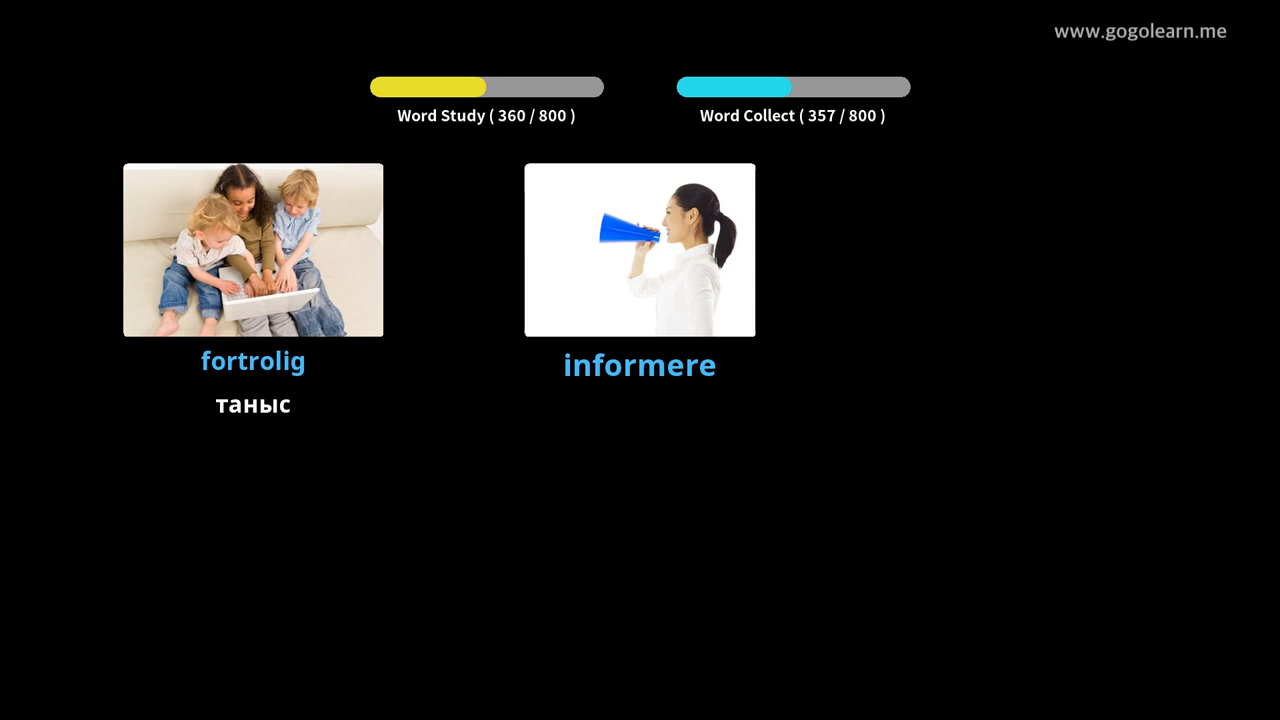 www.gogolearn.me
Word Study ( 360 / 800 )
Word Collect ( 357 / 800 )
fortrolig
таныс
informere